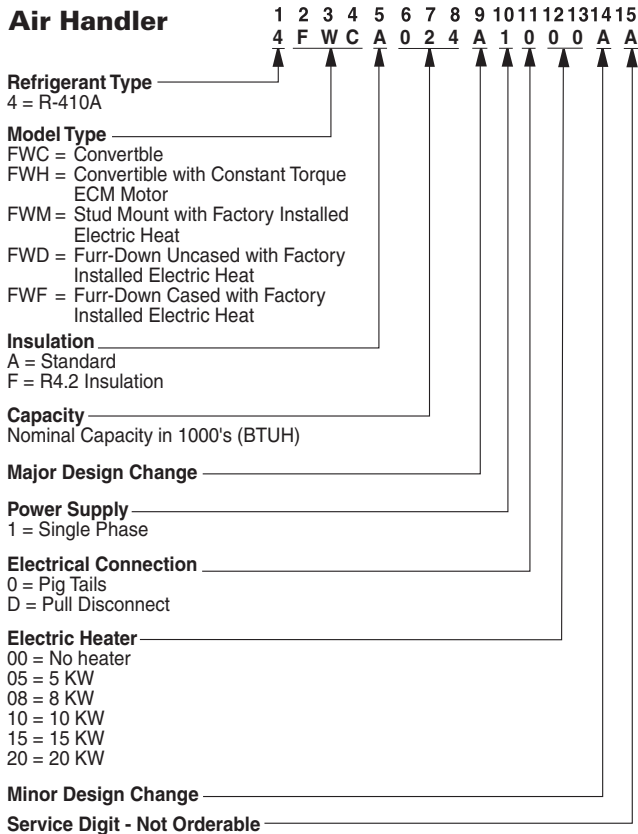 Air Handler
1 2 3 4 5 6 7 8 9 10 11 12 13 14 15
4 F W C A 0 2 4 A 1 0 0 0 A A
Refrigerant Type
4 = R-410A
Model Type
FWC = Convertble
FWH = Convertible with Constant Torque
ECM Motor
FWM = Stud Mount with Factory Installed
Electric Heat
FWD = Furr-Down Uncased with Factory
Installed Electric Heat
FWF = Furr-Down Cased with Factory
Installed Electric Heat
Insulation
A = Standard
F = R4.2 Insulation
Capacity
Nominal Capacity in 1000's (BTUH)
Major Design Change
Power Supply
1 = Single Phase
Electrical Connection
0 = Pig Tails
D = Pull Disconnect
Electric Heater
00 = No heater
05 = 5 KW
08 = 8 KW
10 = 10 KW
15 = 15 KW
20 = 20 KW
Minor Design Change
Service Digit - Not Orderable